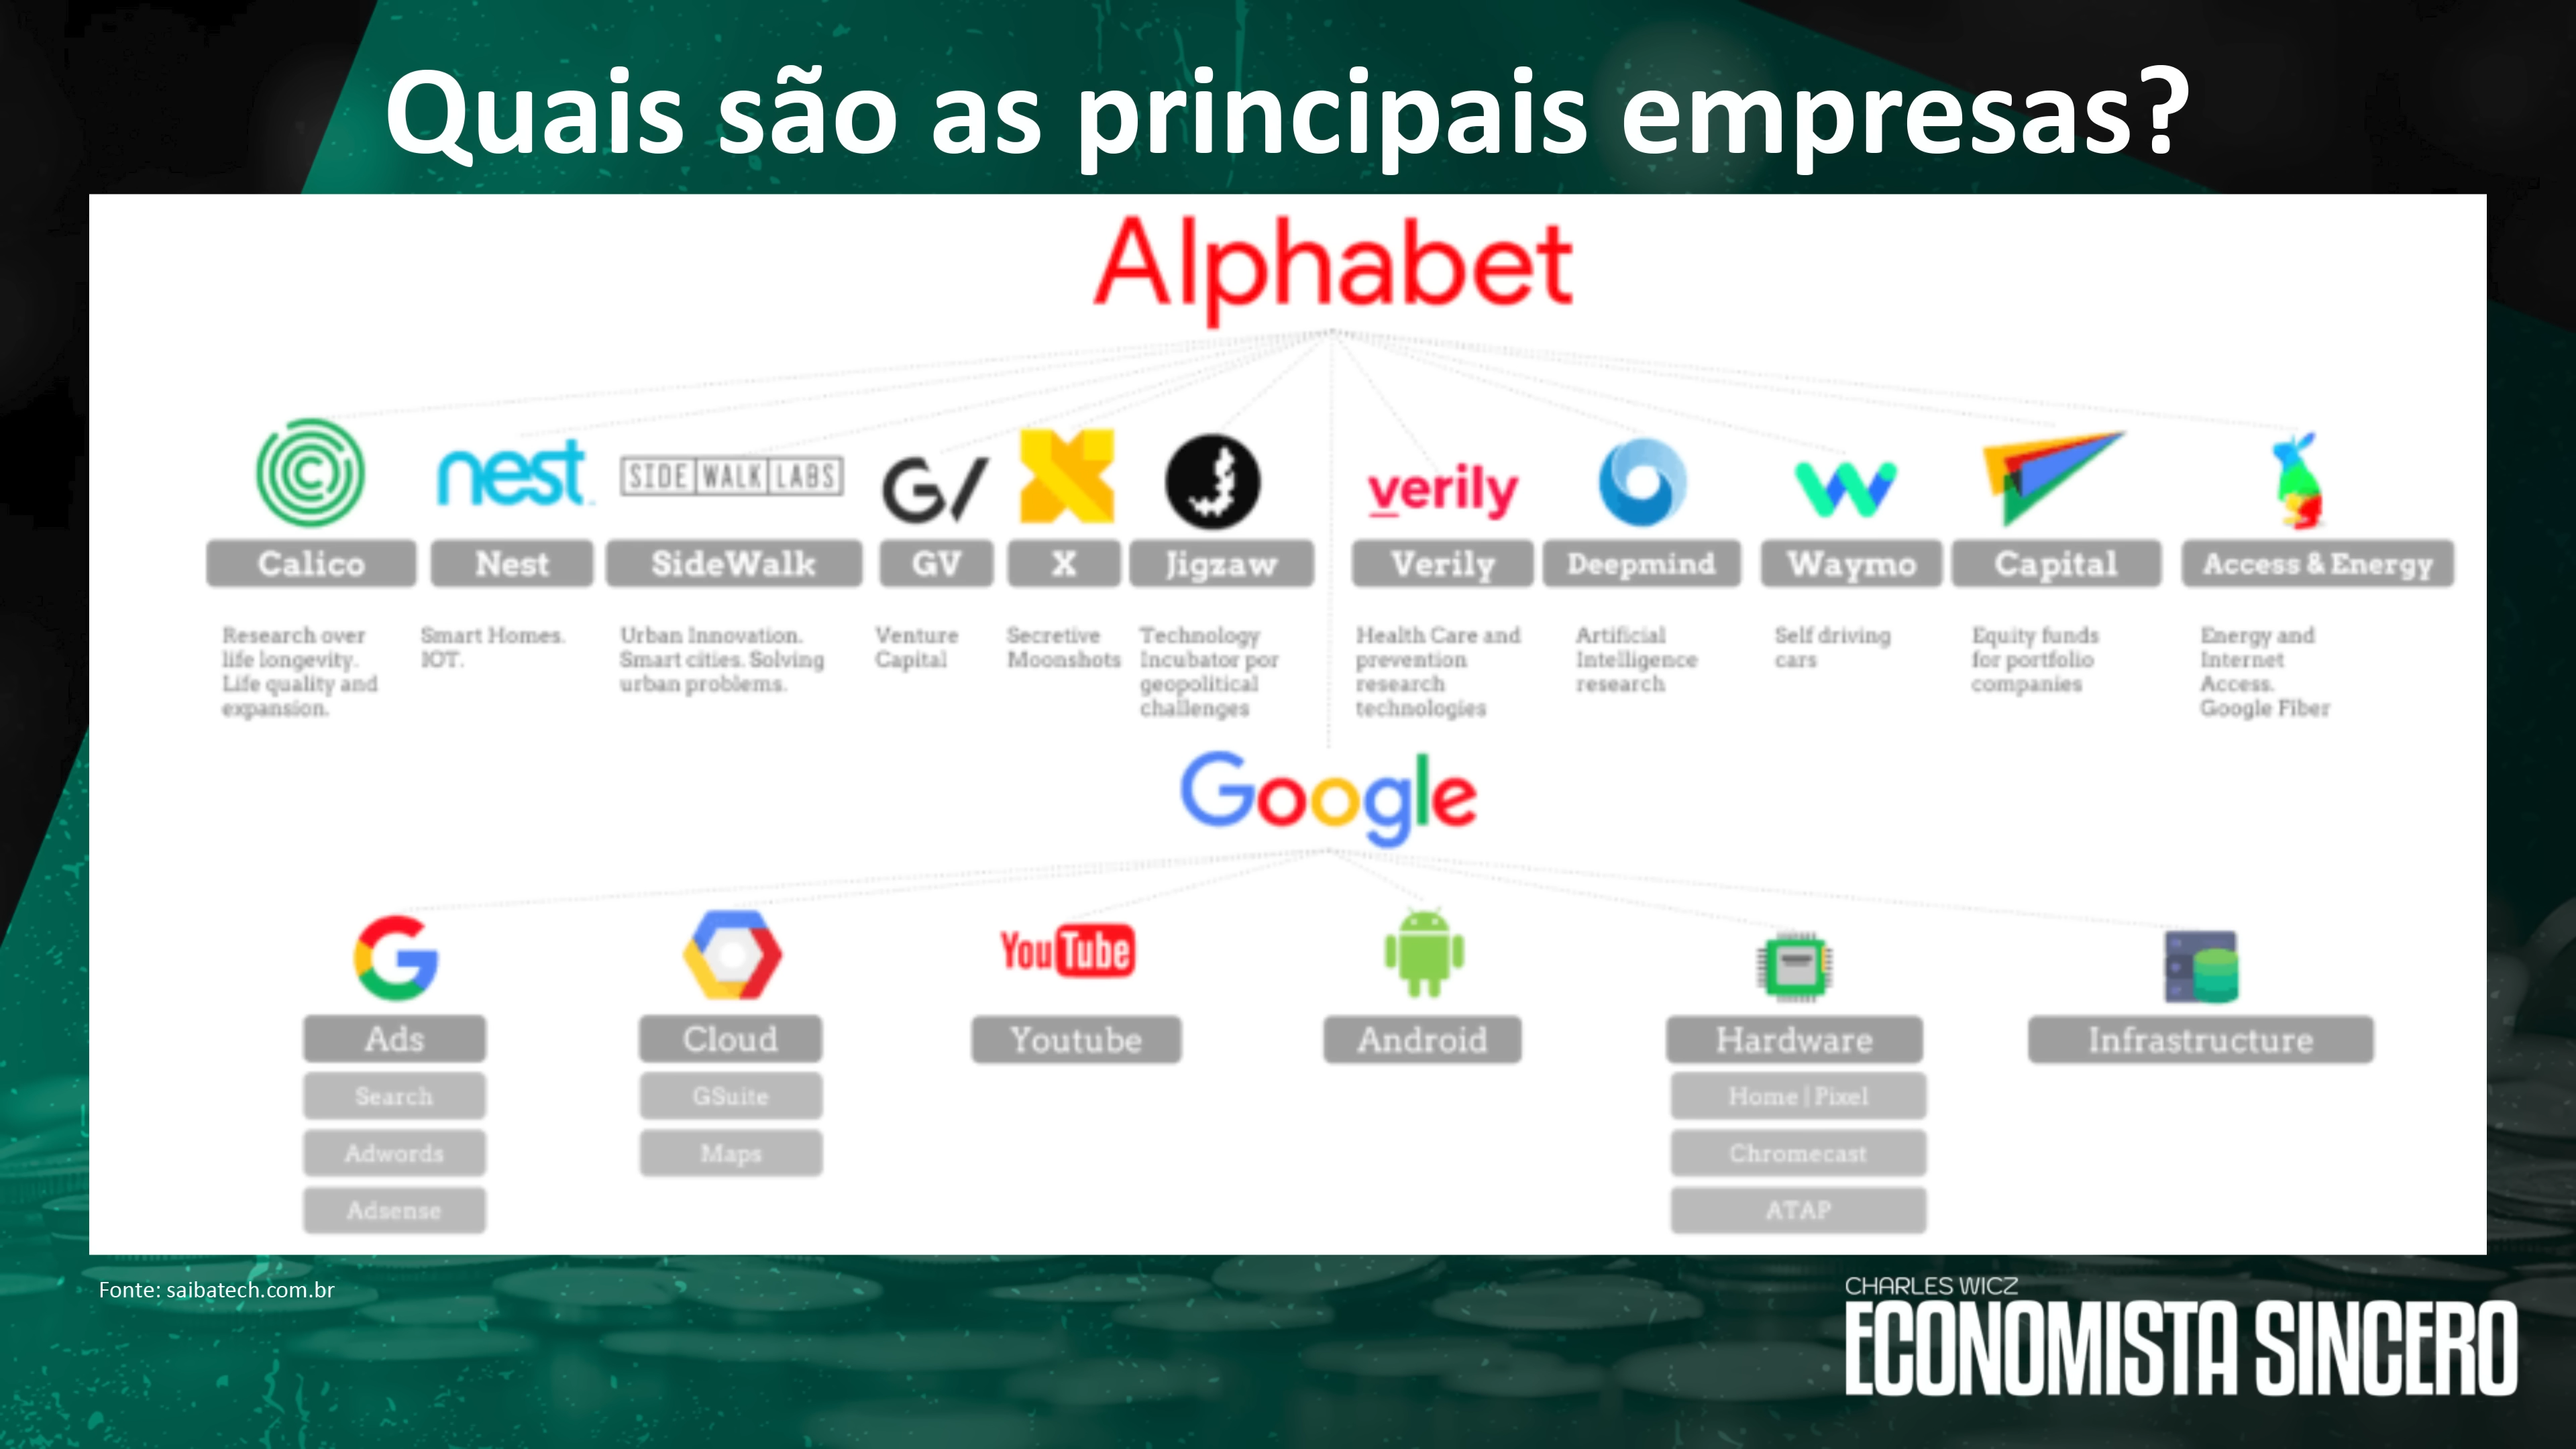 Quais são as principais empresas?
Alphabet
nest
SIDE WALK LABS
G/
verily
Calico
Nest
SideWalk
GV
X
Jigzaw
Verily
Deepmind
Waymo
Capital
Access & Energy
Research over
life longevity.
Life quality and
expansion.
Smart Homes.
IOT.
Urban Innovation.
Smart cities. Solving
urban problems.
Venture
Capital
Secretive
Moonshots
Technology
Incubator por
geopolitical
challenges
Health Care and
prevention
research
technologies
Artificial
Intelligence
research
Self driving
cars
Equity funds
for portfolio
companies
Energy and
Internet
Access.
Google Fiber
Google
YouTube
Ads
Search
Adwords
Adsense
Cloud
GSuite
Maps
Youtube
Android
Hardware
Home | Pixel
Chromecast
ATAP
Infrastructure
Fonte: saibatech.com.br
CHARLES WICZ
ECONOMISTA SINCERO